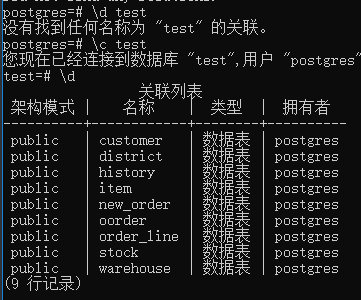 postgres=# \d test
没有找到任何名称为 "test" 的关联。
postgres=# \c test
您现在已经连接到数据库 "test",用户 "postgres"
test=# \d
关联列表
架构模式 | 名称 | 类型 | 拥有者
----------+------------+--------+----------
public | customer | 数据表 | postgres
public | district | 数据表 | postgres
public | history | 数据表 | postgres
public | item | 数据表 | postgres
public | new_order | 数据表 | postgres
public | oorder | 数据表 | postgres
public | order_line | 数据表 | postgres
public | stock | 数据表 | postgres
public | warehouse | 数据表 | postgres
(9 行记录)